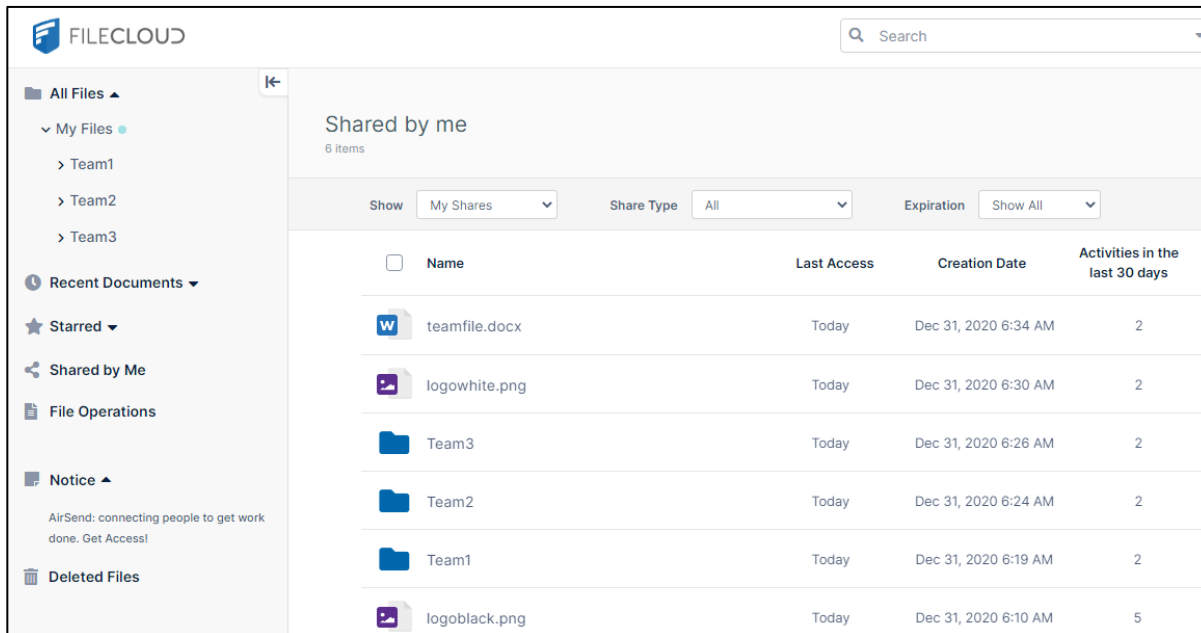 FILECLOUD
Search
All Files
My Files
Team1
Team2
Team3
Recent Documents
Starred
Shared by Me
File Operations
Notice
AirSend: connecting people to get work
done. Get Access!
Deleted Files
Shared by me
6 items
Show My Shares Share Type All Expiration Show All
Name Last Access Creation Date Activities in the
last 30 days
W teamfile.docx Today Dec 31, 2020 6:34 AM 2
logowhite.png Today Dec 31, 2020 6:30 AM 2
Team3 Today Dec 31, 2020 6:26 AM 2
Team2 Today Dec 31, 2020 6:24 AM 2
Team1 Today Dec 31, 2020 6:19 AM 2
logoblack.png Today Dec 31, 2020 6:10 AM 5